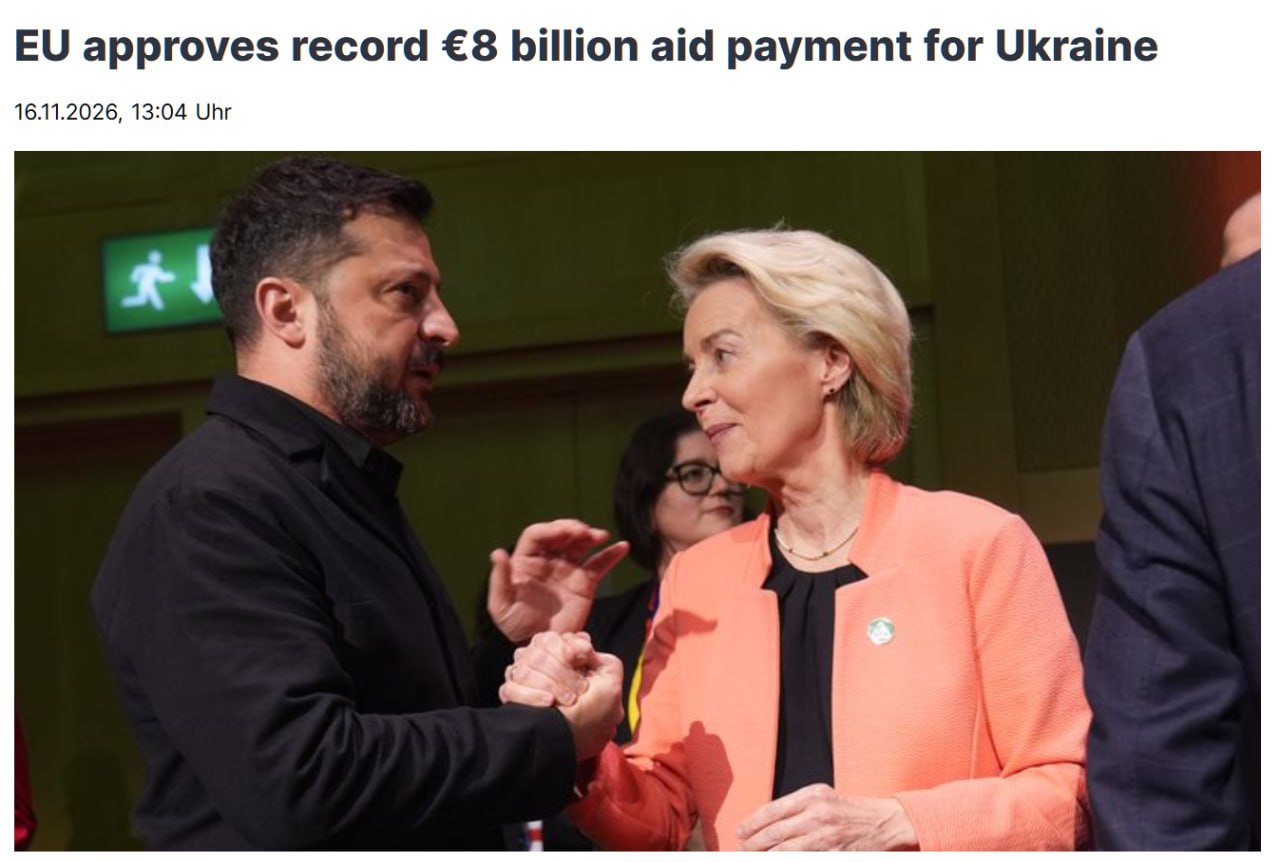 EU approves record €8 billion aid payment for Ukraine
16.11.2026, 13:04 Uhr